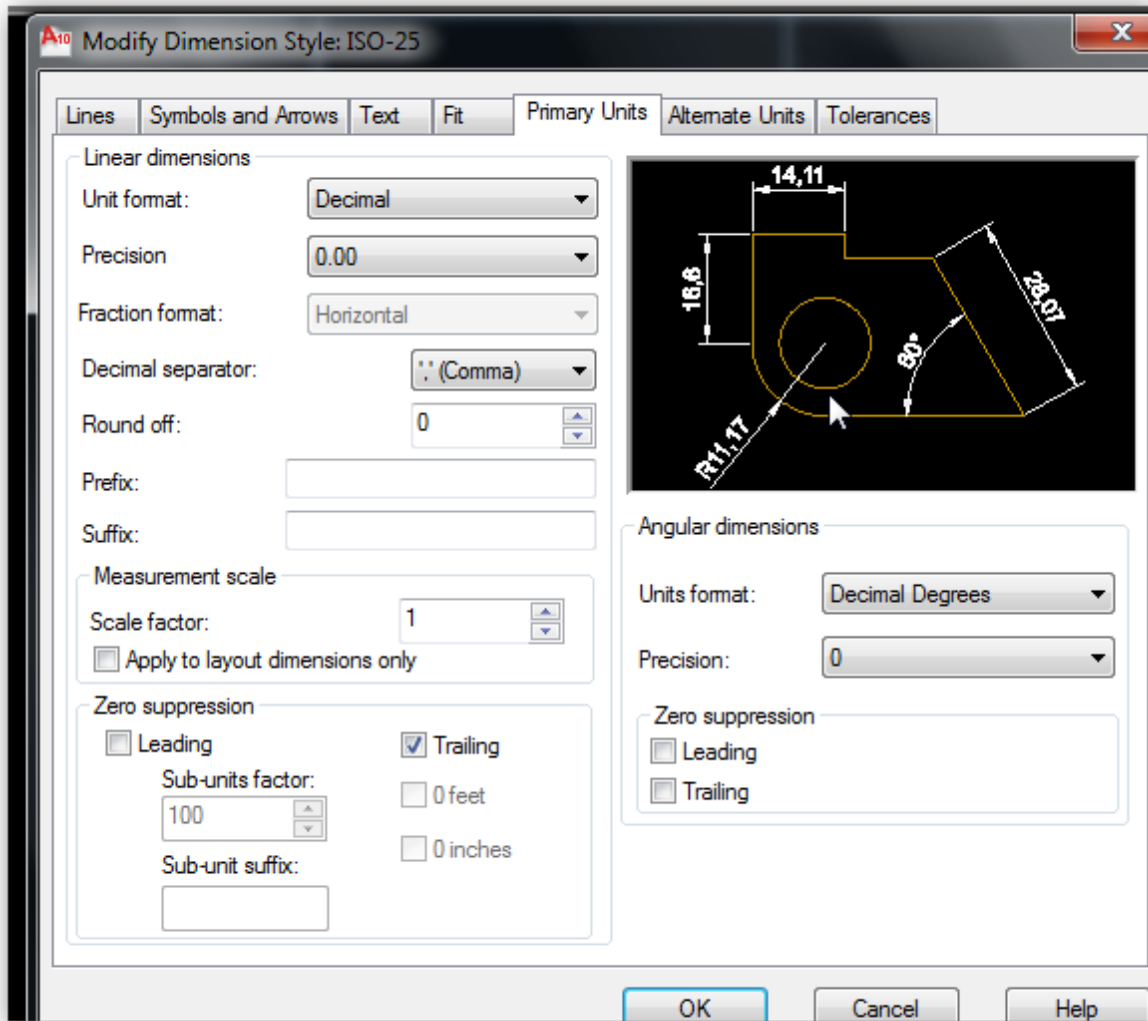 A10 Modify Dimension Style: ISO-25
Lines Symbols and Arrows Text Fit Primary Units Alternate Units Tolerances
Linear dimensions
Unit format: Decimal
Precision 0.00
Fraction format: Horizontal
Decimal separator: ',' (Comma)
Round off: 0
Prefix:
Suffix:
Measurement scale
Scale factor: 1
Apply to layout dimensions only
Zero suppression
Leading
Trailing
Sub-units factor:
100
0 feet
0 inches
Sub-unit suffix:
14,11
16,6
28,07
60°
R11,17
Angular dimensions
Units format: Decimal Degrees
Precision: 0
Zero suppression
Leading
Trailing
OK Cancel Help